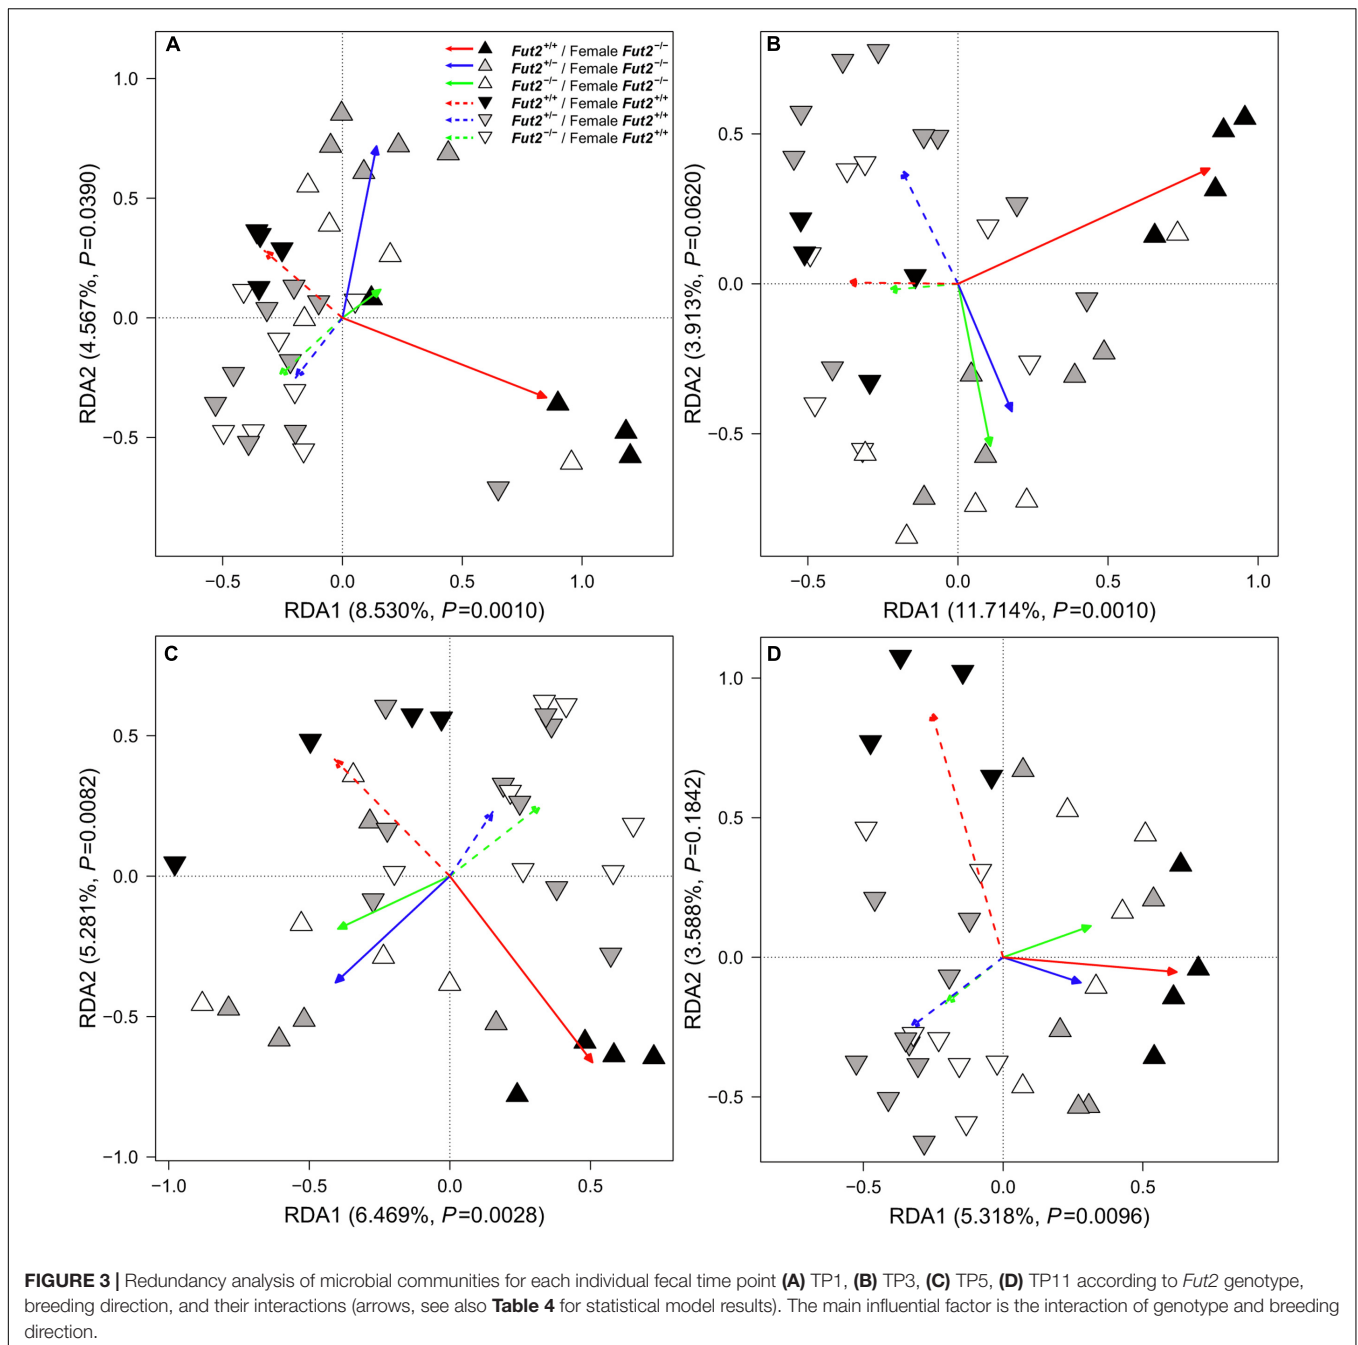 A
Fut2+/+ / Female Fut2−/−
Fut2+/− / Female Fut2−/−
Fut2−/− / Female Fut2−/−
Fut2+/+ / Female Fut2+/+
Fut2+/− / Female Fut2+/+
Fut2−/− / Female Fut2+/+
1.0
0.5
0.0
−0.5
RDA2 (4.567%, P=0.0390)
−0.5 0.0 0.5 1.0
RDA1 (8.530%, P=0.0010)
B
0.5
0.0
−0.5
RDA2 (3.913%, P=0.0620)
−0.5 0.0 0.5 1.0
RDA1 (11.714%, P=0.0010)
C
0.5
0.0
−0.5
−1.0
RDA2 (5.281%, P=0.0082)
−1.0 −0.5 0.0 0.5
RDA1 (6.469%, P=0.0028)
D
1.0
0.5
0.0
−0.5
RDA2 (3.588%, P=0.1842)
−0.5 0.0 0.5
RDA1 (5.318%, P=0.0096)
FIGURE 3 | Redundancy analysis of microbial communities for each individual fecal time point (A) TP1, (B) TP3, (C) TP5, (D) TP11 according to Fut2 genotype,
breeding direction, and their interactions (arrows, see also Table 4 for statistical model results). The main influential factor is the interaction of genotype and breeding
direction.